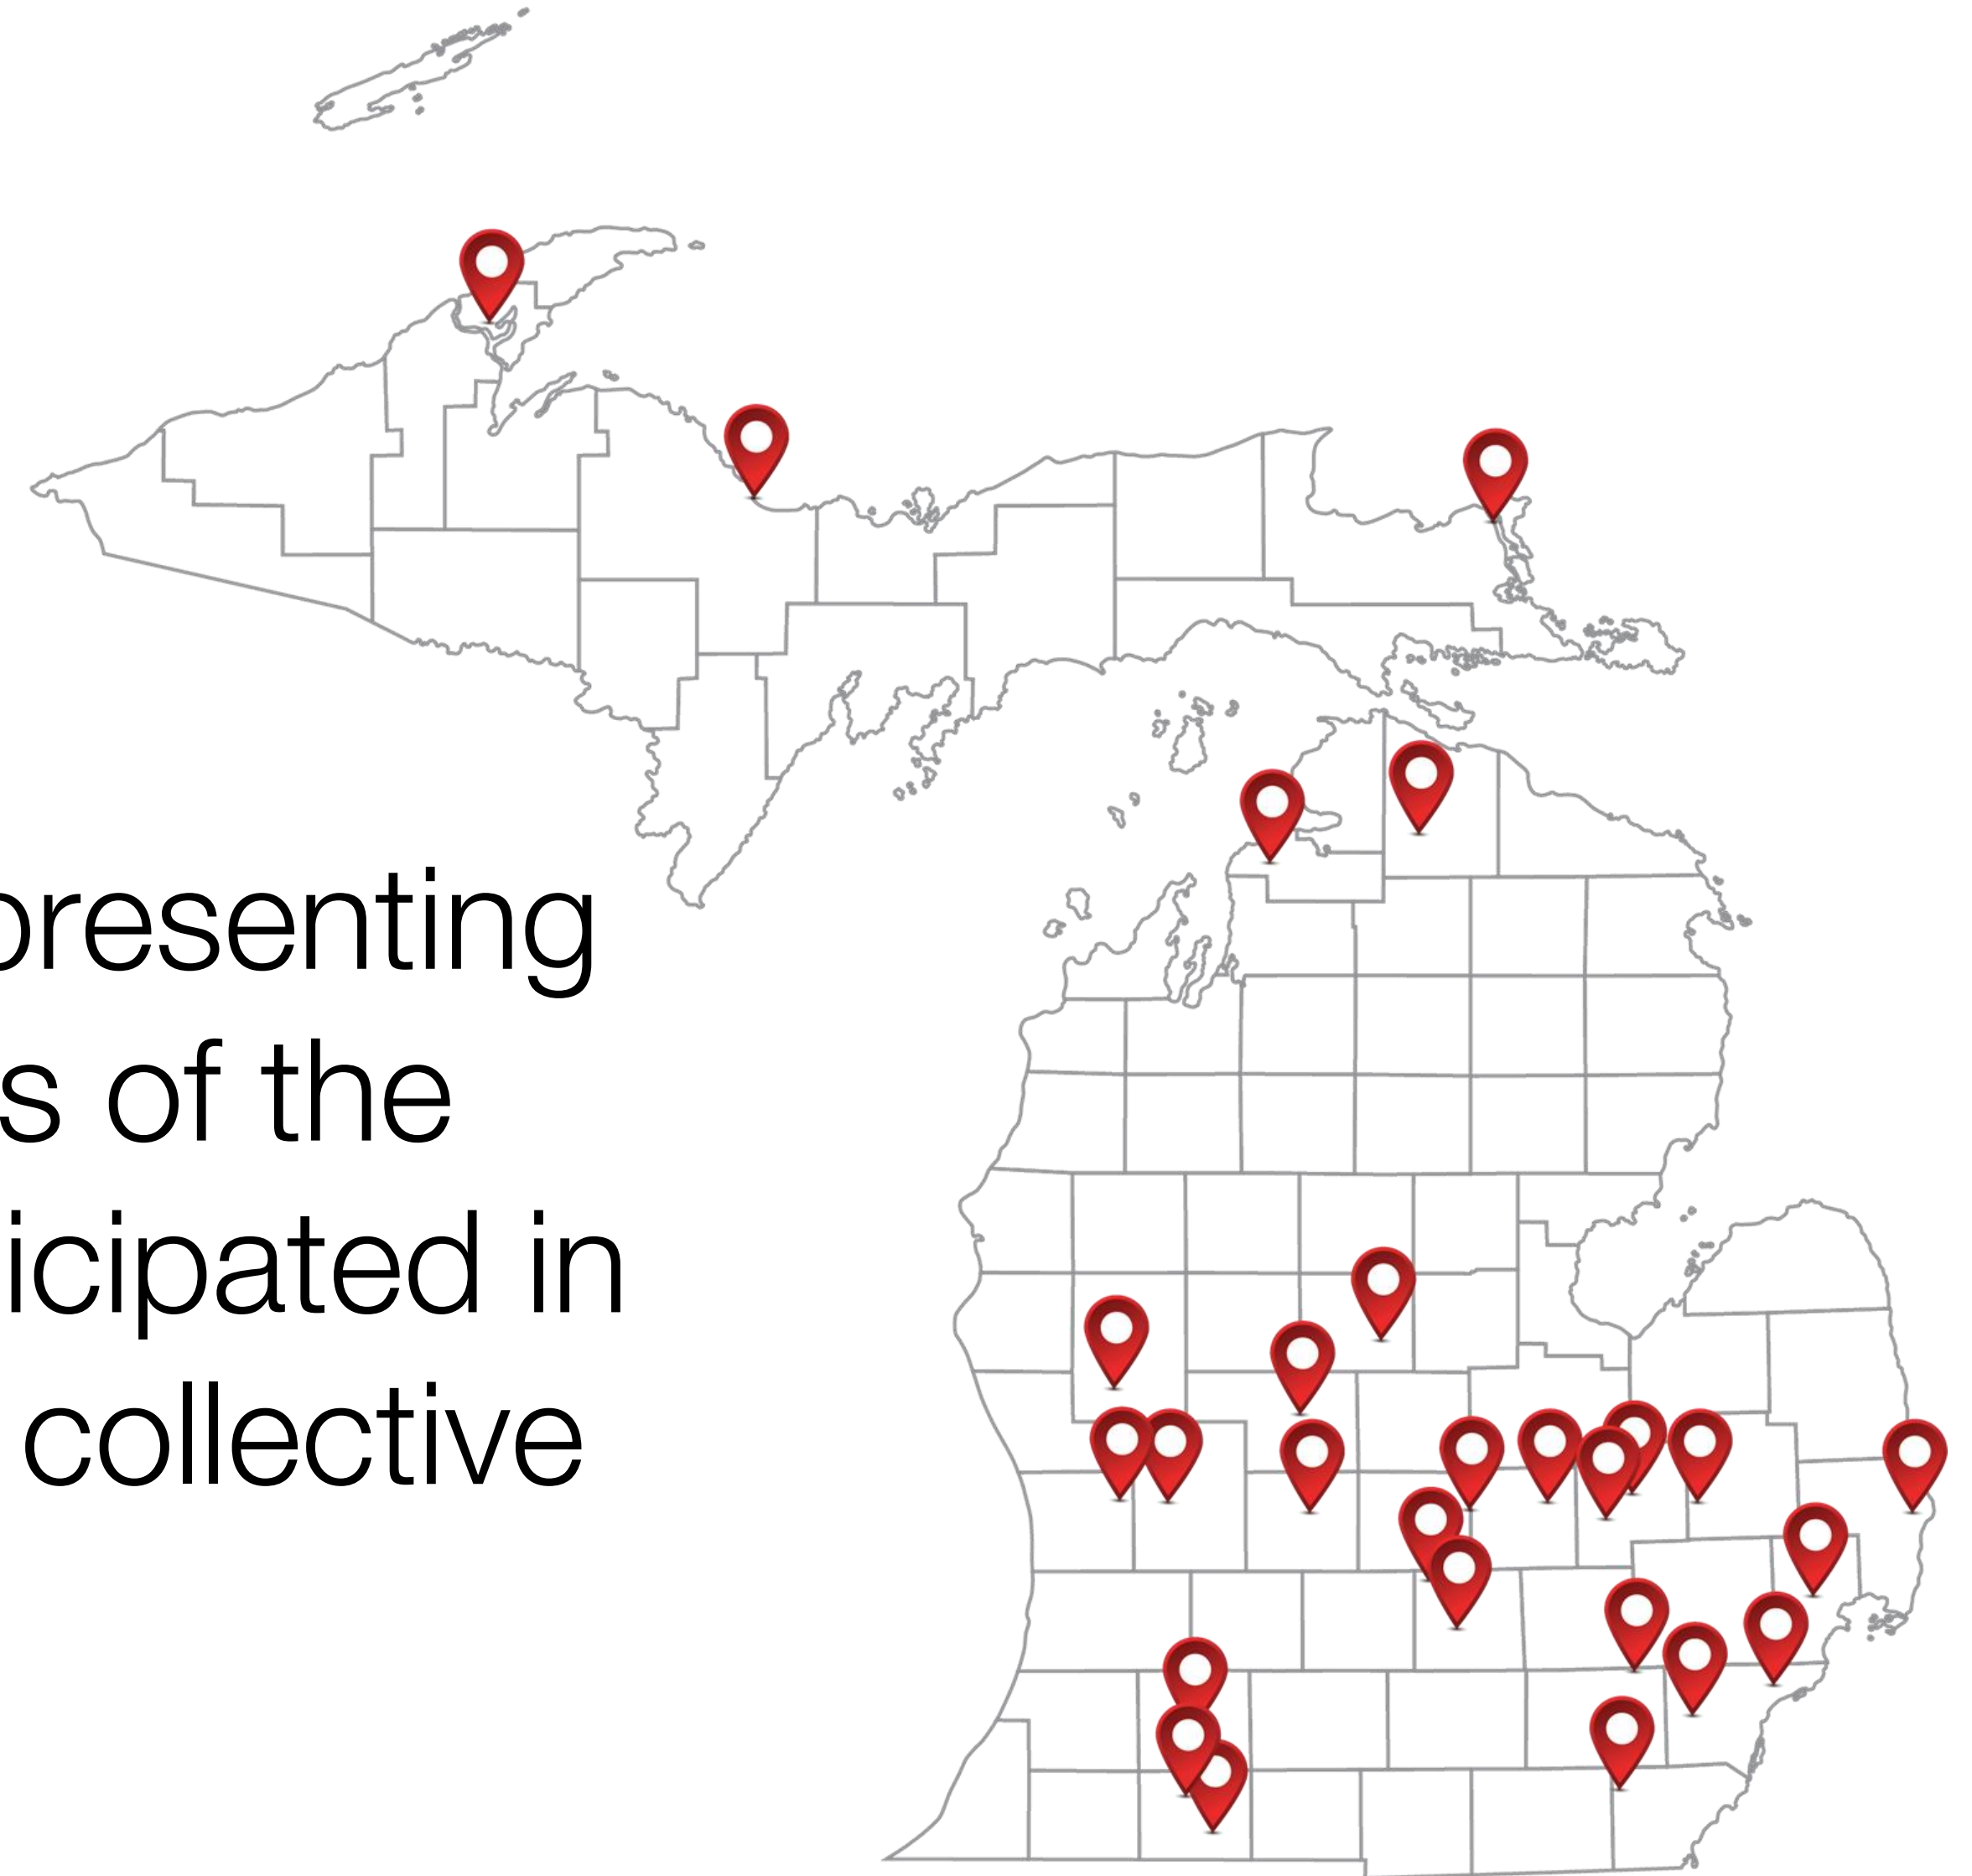 presenting
s of the
icipated in
collective